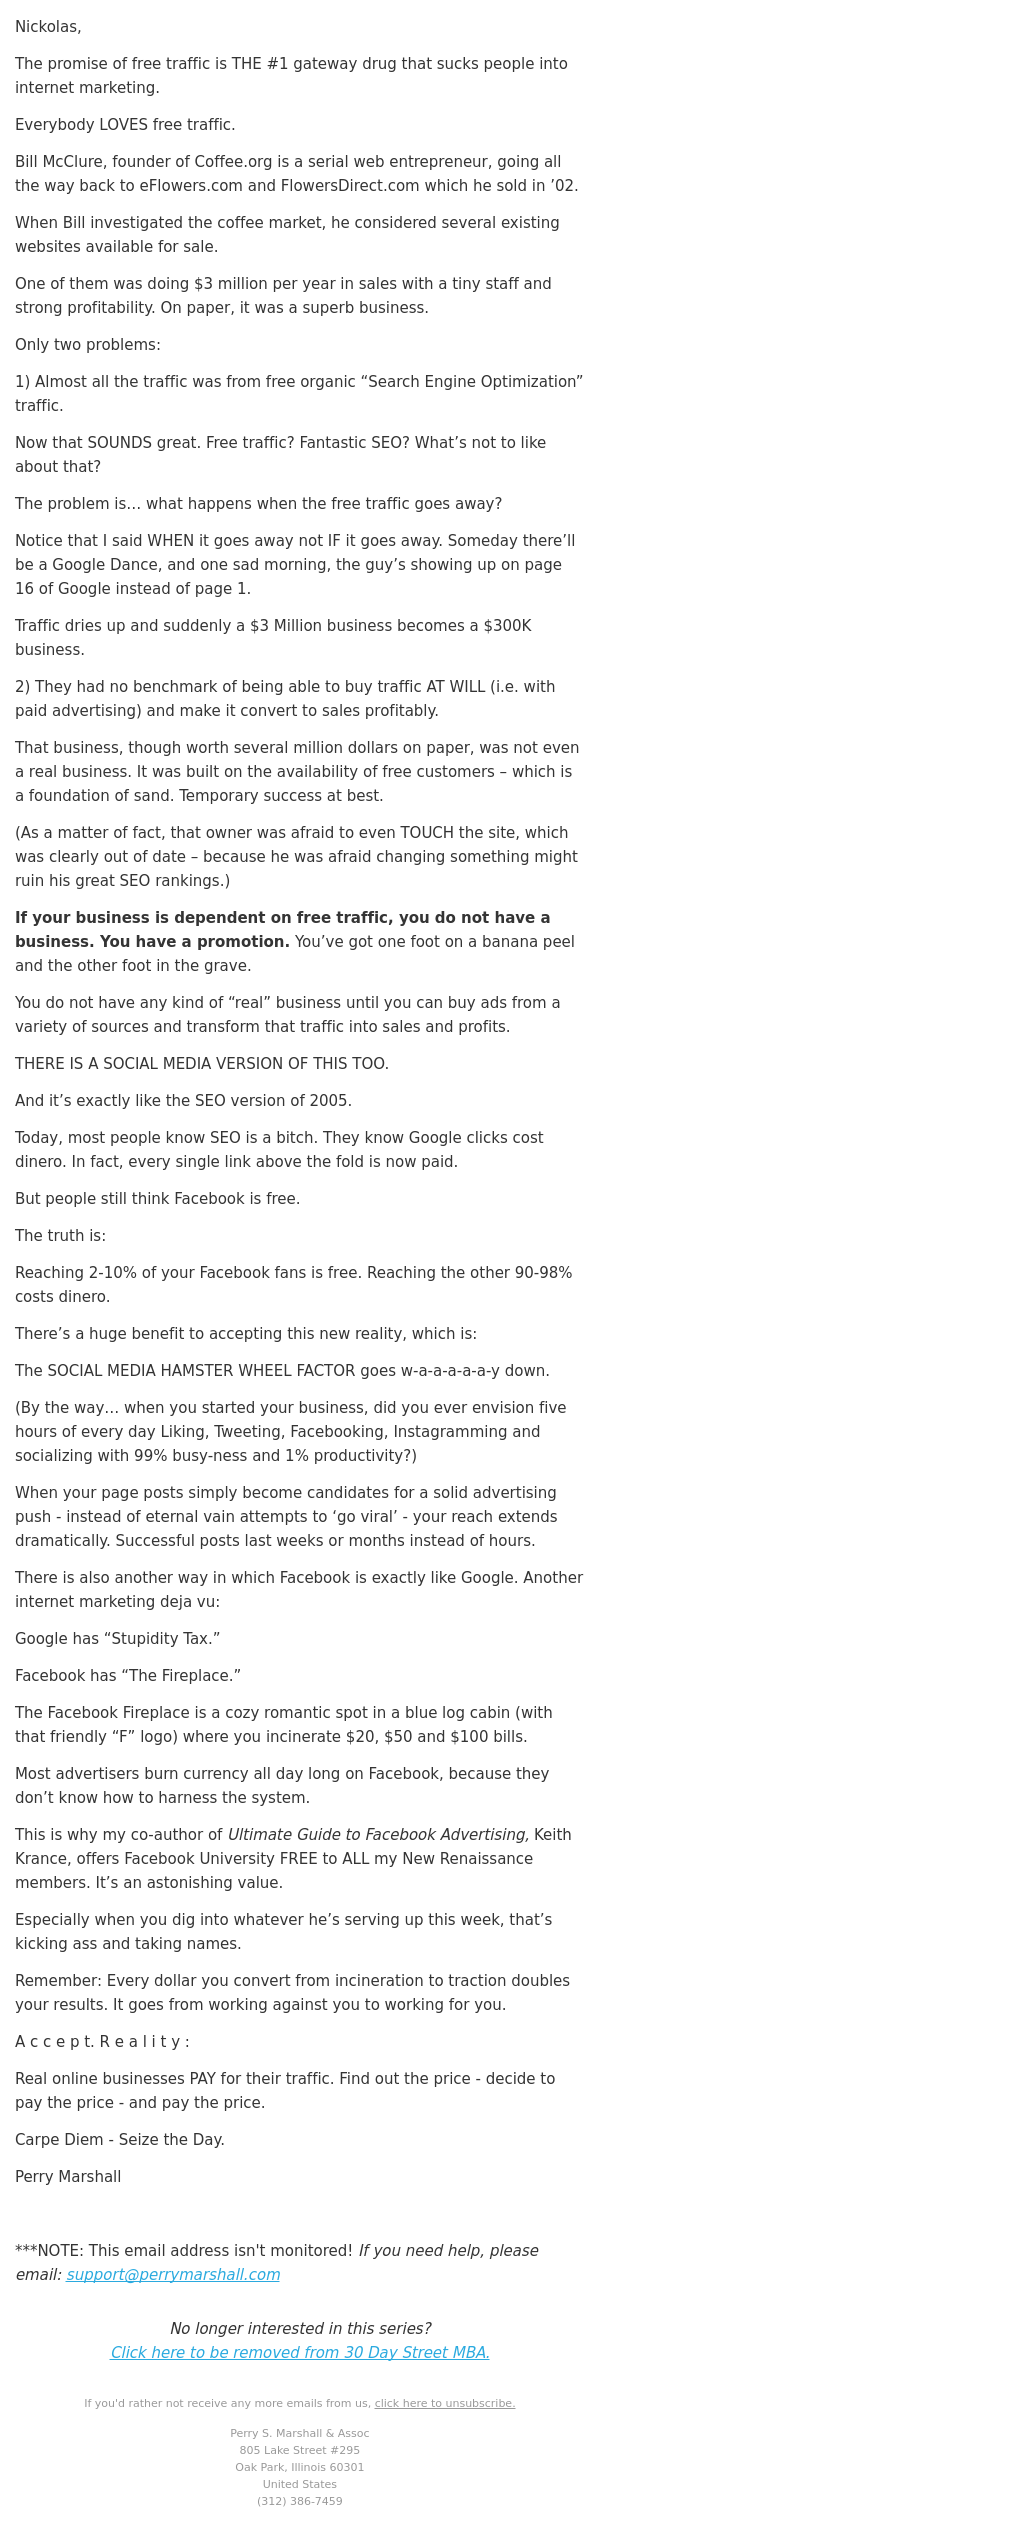 Nickolas,
The promise of free traffic is THE #1 gateway drug that sucks people into
internet marketing.
Everybody LOVES free traffic.
Bill McClure, founder of Coffee.org is a serial web entrepreneur, going all
the way back to eFlowers.com and FlowersDirect.com which he sold in ’02.
When Bill investigated the coffee market, he considered several existing
websites available for sale.
One of them was doing $3 million per year in sales with a tiny staff and
strong profitability. On paper, it was a superb business.
Only two problems:
1) Almost all the traffic was from free organic “Search Engine Optimization”
traffic.
Now that SOUNDS great. Free traffic? Fantastic SEO? What’s not to like
about that?
The problem is… what happens when the free traffic goes away?
Notice that I said WHEN it goes away not IF it goes away. Someday there’ll
be a Google Dance, and one sad morning, the guy’s showing up on page
16 of Google instead of page 1.
Traffic dries up and suddenly a $3 Million business becomes a $300K
business.
2) They had no benchmark of being able to buy traffic AT WILL (i.e. with
paid advertising) and make it convert to sales profitably.
That business, though worth several million dollars on paper, was not even
a real business. It was built on the availability of free customers – which is
a foundation of sand. Temporary success at best.
(As a matter of fact, that owner was afraid to even TOUCH the site, which
was clearly out of date – because he was afraid changing something might
ruin his great SEO rankings.)
If your business is dependent on free traffic, you do not have a
business. You have a promotion. You’ve got one foot on a banana peel
and the other foot in the grave.
You do not have any kind of “real” business until you can buy ads from a
variety of sources and transform that traffic into sales and profits.
THERE IS A SOCIAL MEDIA VERSION OF THIS TOO.
And it’s exactly like the SEO version of 2005.
Today, most people know SEO is a bitch. They know Google clicks cost
dinero. In fact, every single link above the fold is now paid.
But people still think Facebook is free.
The truth is:
Reaching 2-10% of your Facebook fans is free. Reaching the other 90-98%
costs dinero.
There’s a huge benefit to accepting this new reality, which is:
The SOCIAL MEDIA HAMSTER WHEEL FACTOR goes w-a-a-a-a-a-y down.
(By the way… when you started your business, did you ever envision five
hours of every day Liking, Tweeting, Facebooking, Instagramming and
socializing with 99% busy-ness and 1% productivity?)
When your page posts simply become candidates for a solid advertising
push - instead of eternal vain attempts to ‘go viral’ - your reach extends
dramatically. Successful posts last weeks or months instead of hours.
There is also another way in which Facebook is exactly like Google. Another
internet marketing deja vu:
Google has “Stupidity Tax.”
Facebook has “The Fireplace.”
The Facebook Fireplace is a cozy romantic spot in a blue log cabin (with
that friendly “F” logo) where you incinerate $20, $50 and $100 bills.
Most advertisers burn currency all day long on Facebook, because they
don’t know how to harness the system.
This is why my co-author of Ultimate Guide to Facebook Advertising, Keith
Krance, offers Facebook University FREE to ALL my New Renaissance
members. It’s an astonishing value.
Especially when you dig into whatever he’s serving up this week, that’s
kicking ass and taking names.
Remember: Every dollar you convert from incineration to traction doubles
your results. It goes from working against you to working for you.
A c c e p t. R e a l i t y :
Real online businesses PAY for their traffic. Find out the price - decide to
pay the price - and pay the price.
Carpe Diem - Seize the Day.
Perry Marshall
***NOTE: This email address isn't monitored! If you need help, please
email: support@perrymarshall.com
No longer interested in this series?
Click here to be removed from 30 Day Street MBA.
If you'd rather not receive any more emails from us, click here to unsubscribe.
Perry S. Marshall & Assoc
805 Lake Street #295
Oak Park, Illinois 60301
United States
(312) 386-7459